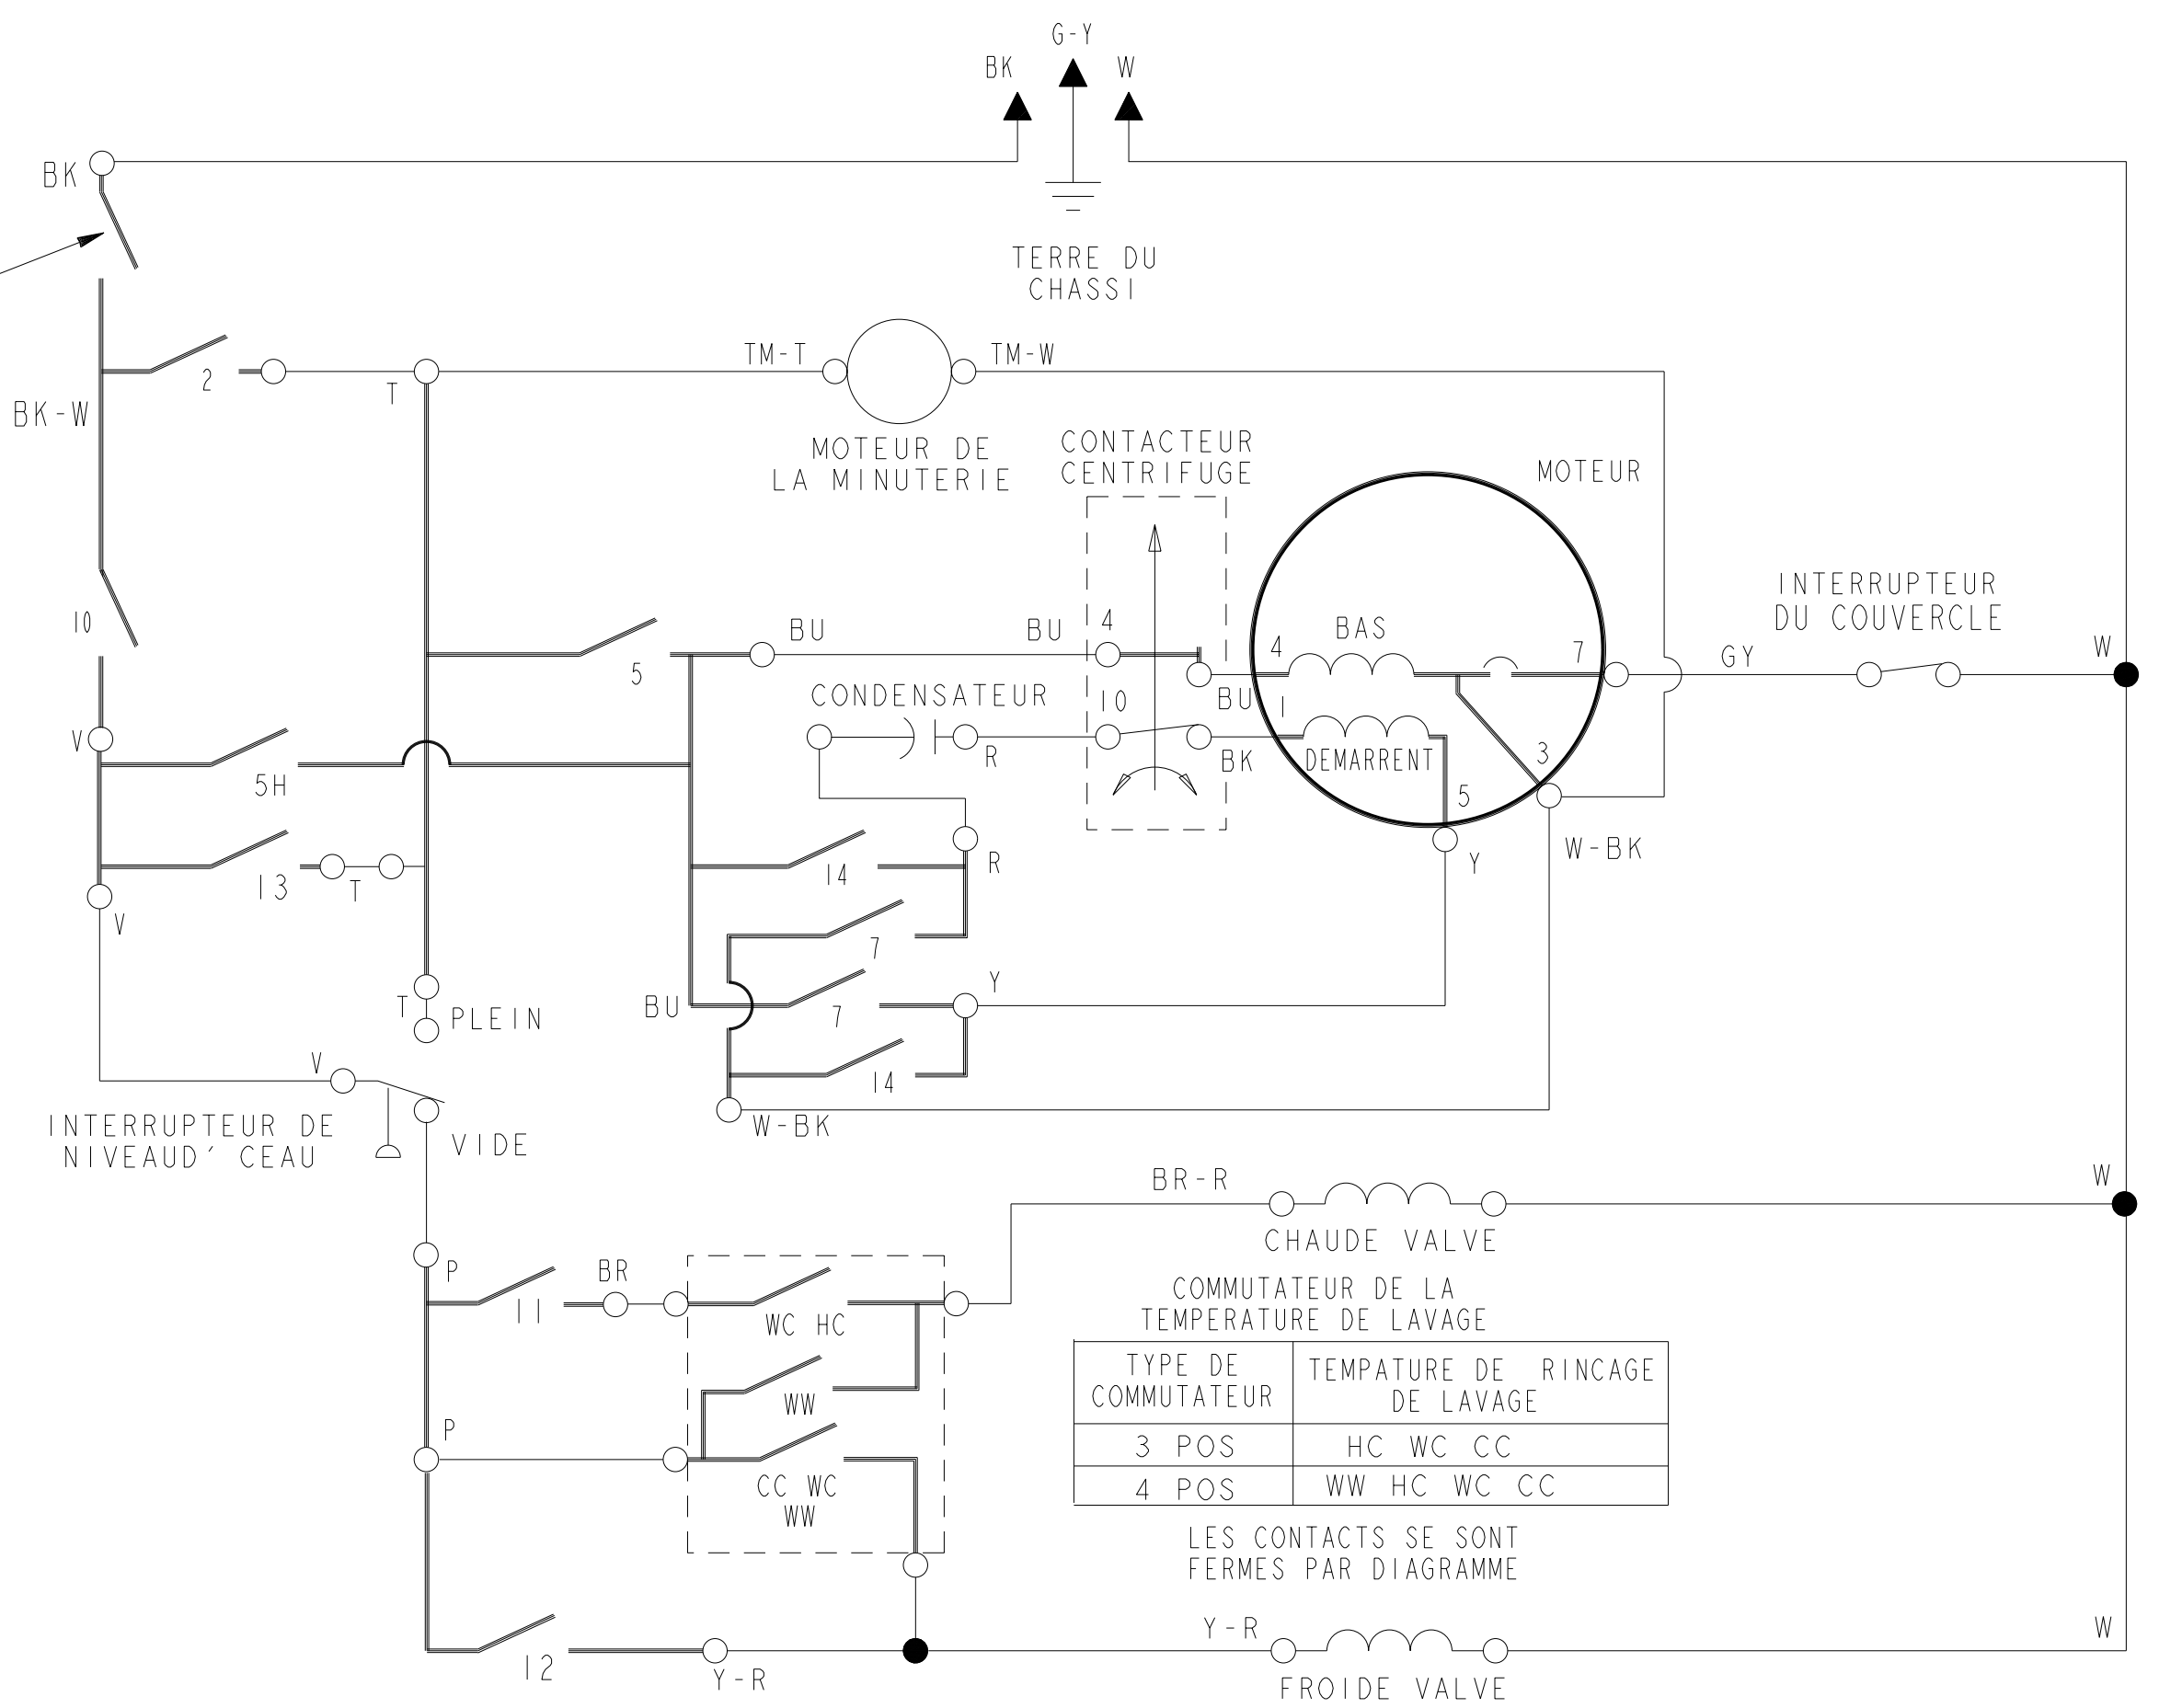 G-Y
BK
W
BK
TERRE DU
CHASSI
TM-T
TM-W
2
T
BK-W
MOTEUR DE
LA MINUTERIE
CONTACTEUR
CENTRIFUGE
MOTEUR
INTERRUPTEUR
DU COUVERCLE
10
BU
BU
4
BAS
4
7
GY
W
5
CONDENSATEUR
10
BU
1
V
R
BK
DEMARRENT
3
5H
5
W-BK
13
T
14
R
Y
V
7
Y
T
PLEIN
BU
7
V
14
INTERRUPTEUR DE
NIVEAUD' CEAU
VIDE
W-BK
BR-R
W
CHAUDE VALVE
P
BR
11
WC HC
COMMUTATEUR DE LA
TEMPERATURE DE LAVAGE
TYPE DE
COMMUTATEUR
TEMPATURE DE RINCAGE
DE LAVAGE
WW
P
3 POS
HC WC CC
4 POS
WW HC WC CC
CC WC
WW
LES CONTACTS SE SONT
FERMES PAR DIAGRAMME
Y-R
W
12
Y-R
FROIDE VALVE